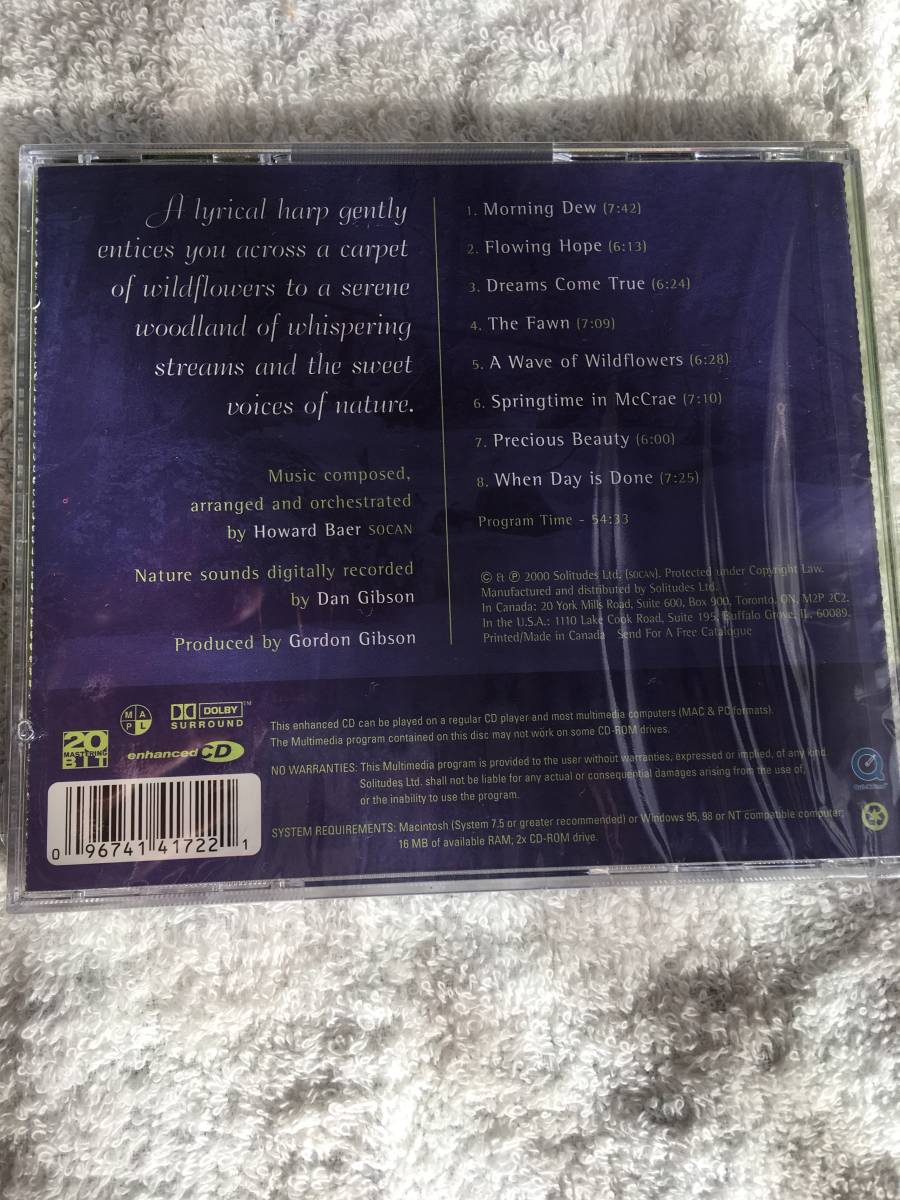 A lyrical harp gently
entices you across a carpet
of wildflowers to a serene
woodland of whispering
streams and the sweet
voices of nature.
Music composed,
arranged and orchestrated
by Howard Baer SOCAN
Nature sounds digitally recorded
by Dan Gibson
Produced by Gordon Gibson
1. Morning Dew (7:42)
2. Flowing Hope (6:13)
3. Dreams Come True (6:24)
4. The Fawn (7:09)
5. A Wave of Wildflowers (6:28)
6. Springtime in McCrae (7:10)
7. Precious Beauty (6:00)
8. When Day is Done (7:25)
Program Time - 54:33
© & ℗ 2000 Solitudes Ltd. (SOCAN). Protected under Copyright Law.
Manufactured and distributed by Solitudes Ltd.
In Canada: 20 York Mills Road, Suite 600, Box 900, Toronto, ON, M2P 2C2.
In the U.S.A.: 1110 Lake Cook Road, Suite 195, Buffalo Grove, IL, 60089.
Printed/Made in Canada Send For A Free Catalogue
20
MASTERING
BIT
M A
P L
DOLBY™
SURROUND
enhanced CD
This enhanced CD can be played on a regular CD player and most multimedia computers (MAC & PC formats).
The Multimedia program contained on this disc may not work on some CD-ROM drives.
NO WARRANTIES: This Multimedia program is provided to the user without warranties, expressed or implied, of any kind.
Solitudes Ltd. shall not be liable for any actual or consequential damages arising from the use of,
or the inability to use the program.
SYSTEM REQUIREMENTS: Macintosh (System 7.5 or greater recommended) or Windows 95, 98 or NT compatible computer;
16 MB of available RAM; 2x CD-ROM drive.
0 96741 41722 1